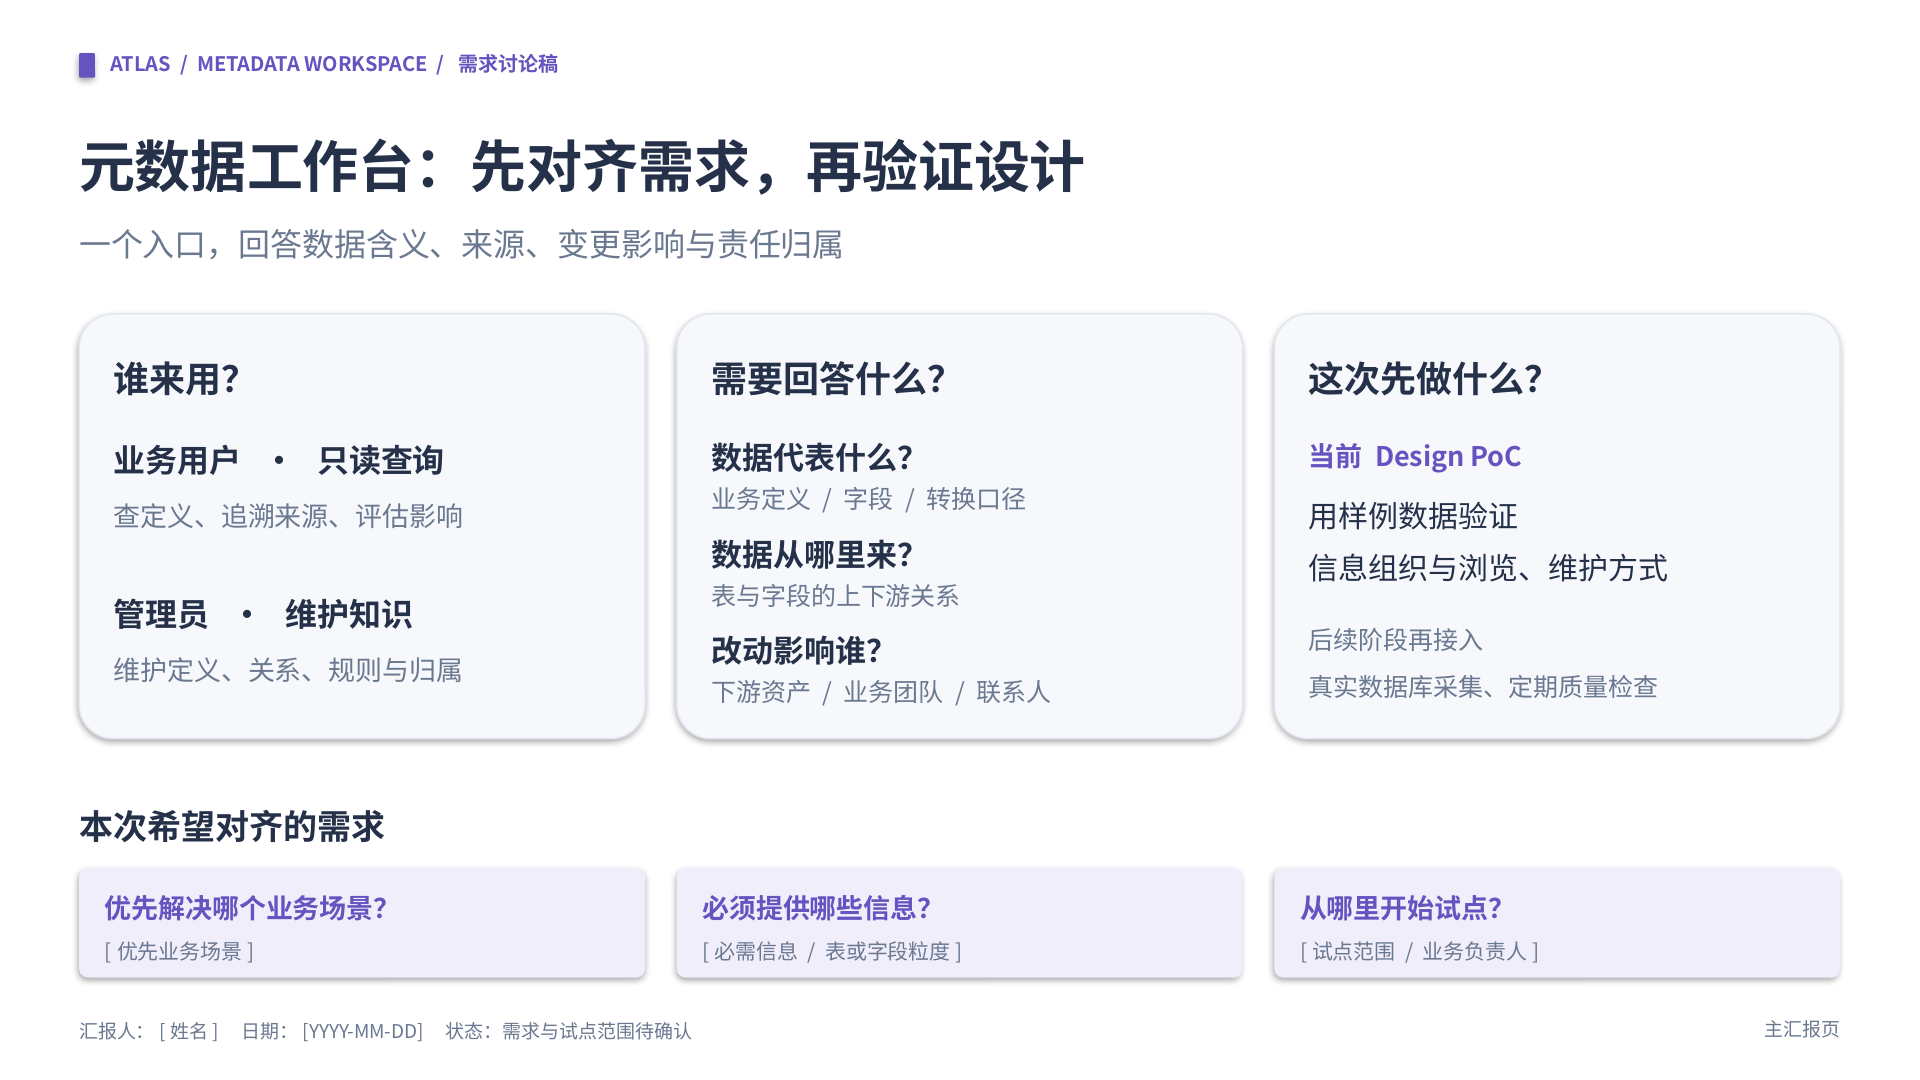 ATLAS / METADATA WORKSPACE / 需求讨论稿
元数据工作台：先对齐需求，再验证设计
一个入口，回答数据含义、来源、变更影响与责任归属
谁来用？
业务用户 · 只读查询
查定义、追溯来源、评估影响
管理员 · 维护知识
维护定义、关系、规则与归属
需要回答什么？
数据代表什么？
业务定义 / 字段 / 转换口径
数据从哪里来？
表与字段的上下游关系
改动影响谁？
下游资产 / 业务团队 / 联系人
这次先做什么？
当前 Design PoC
用样例数据验证
信息组织与浏览、维护方式
后续阶段再接入
真实数据库采集、定期质量检查
本次希望对齐的需求
优先解决哪个业务场景？
[ 优先业务场景 ]
必须提供哪些信息？
[ 必需信息 / 表或字段粒度 ]
从哪里开始试点？
[ 试点范围 / 业务负责人 ]
汇报人： [ 姓名 ] 日期： [YYYY-MM-DD] 状态：需求与试点范围待确认
主汇报页